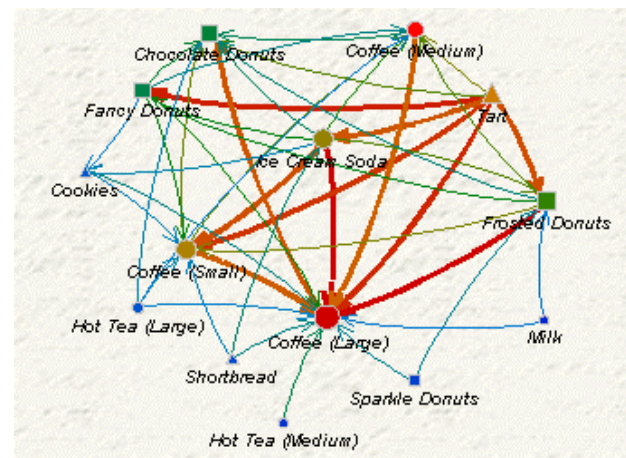 Chocolate Donuts
Coffee (Medium)
Fancy Donuts
Tart
Ice Cream Soda
Cookies
Frosted Donuts
Coffee (Small)
Hot Tea (Large)
Coffee (Large)
Milk
Shortbread
Sparkle Donuts
Hot Tea (Medium)